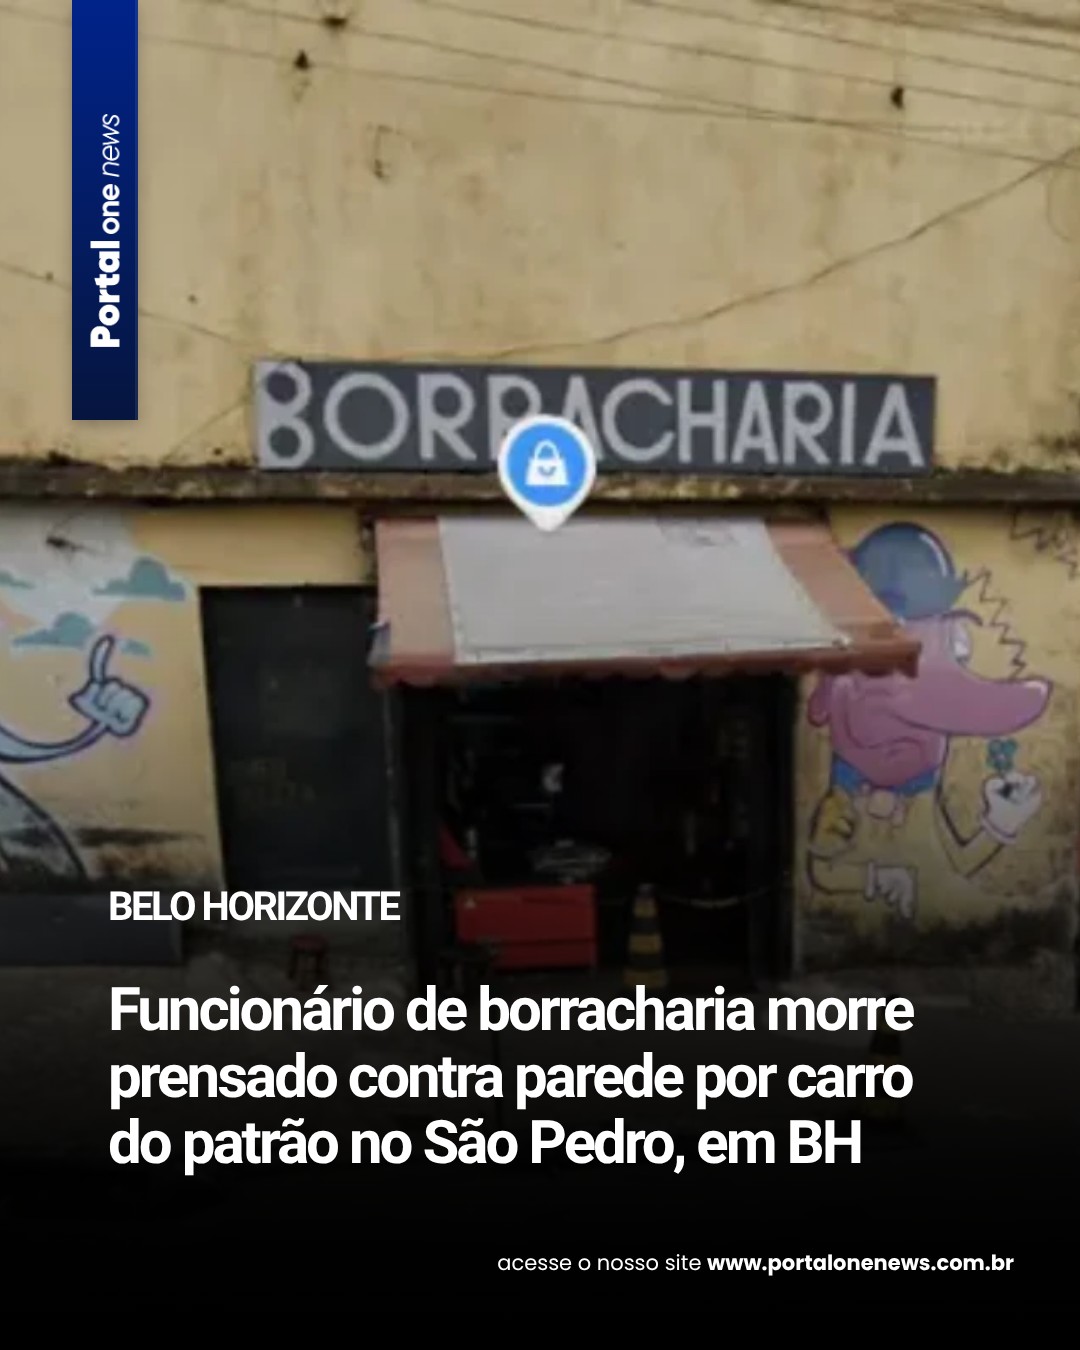 Portal one news
BORRACHARIA
BELO HORIZONTE
Funcionário de borracharia morre
prensado contra parede por carro
do patrão no São Pedro, em BH
acesse o nosso site www.portalonenews.com.br